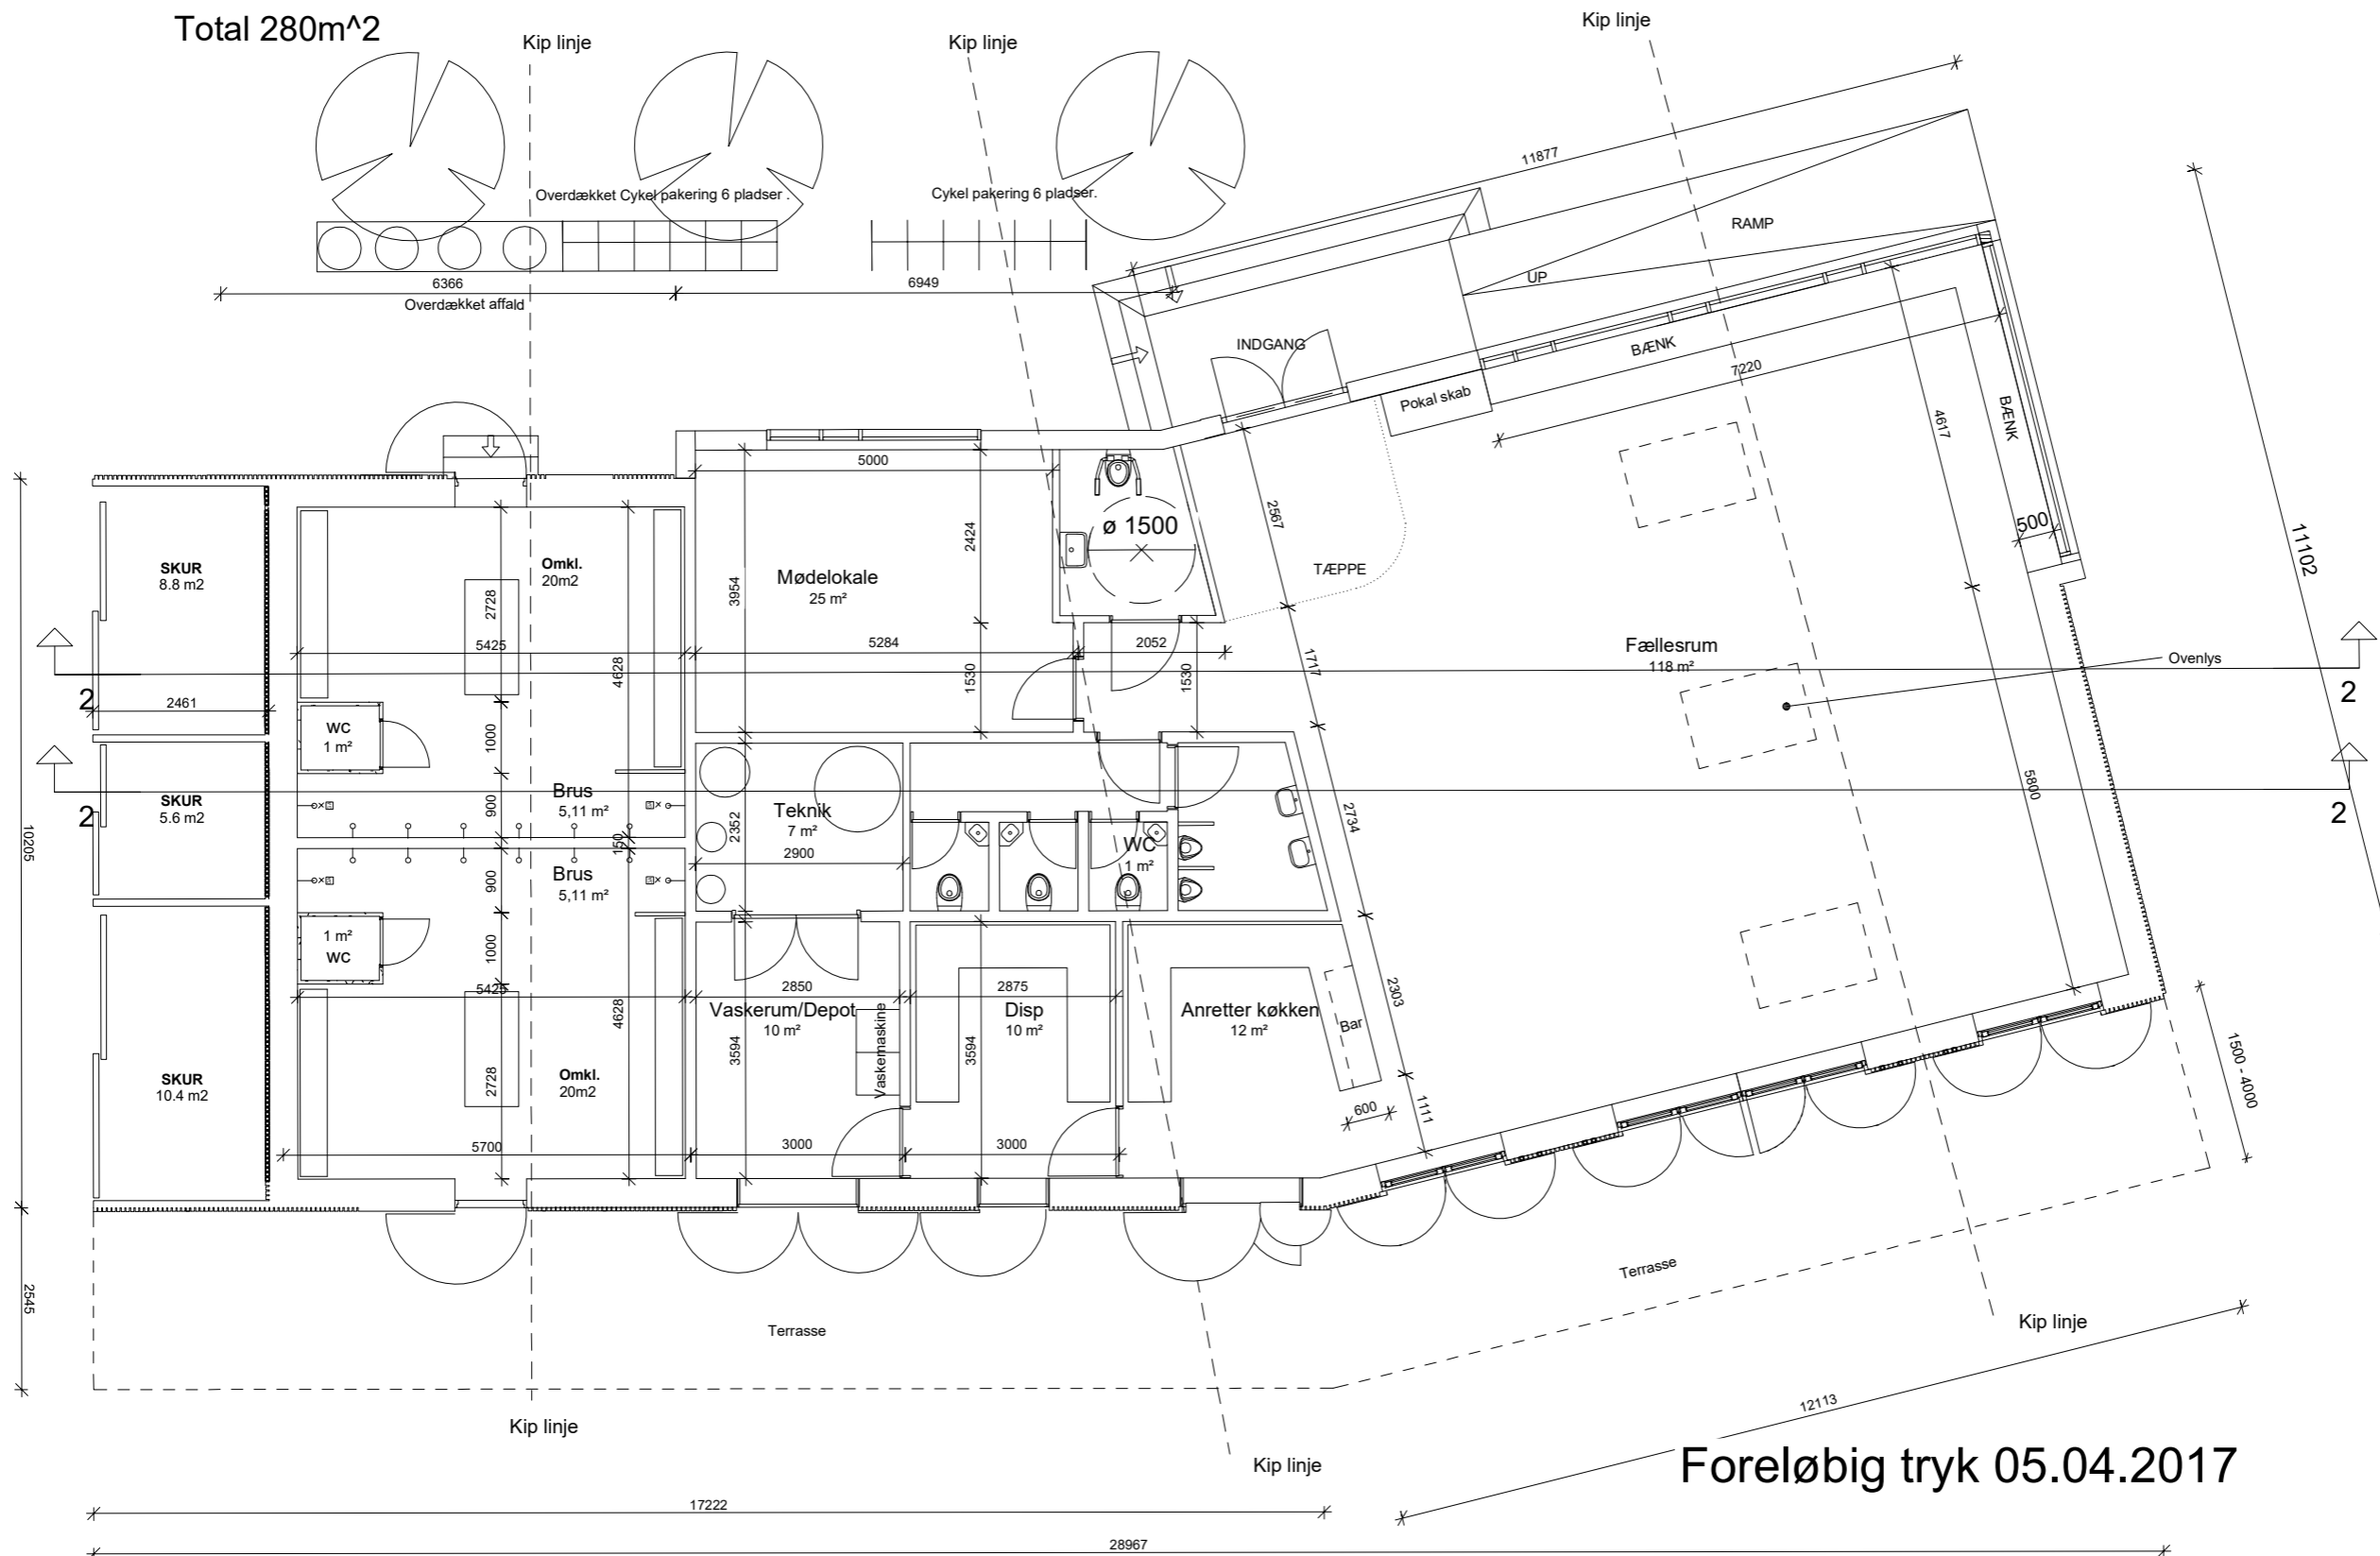 Total 280m^2
Kip linje
Kip linje
Kip linje
11877
Overdækket Cykel pakering 6 pladser .
Cykel pakering 6 pladser.
RAMP
UP
6366
6949
Overdækket affald
INDGANG
BÆNK
7220
Pokal skab
BÆNK
4617
5000
2567
ø 1500
500
11102
2424
3954
SKUR
8.8 m2
Omkl.
20m2
2728
Mødelokale
25 m²
TÆPPE
Fællesrum
118 m²
Ovenlys
5425
4628
5284
2052
1530
1530
1717
2
2461
2
WC
1 m²
1000
5800
SKUR
5.6 m2
Brus
5,11 m²
900
150
Teknik
7 m²
2352
2900
2734
WC
1 m²
2
2
10205
Brus
5,11 m²
900
1 m²
WC
1000
5425
4628
2850
2875
2303
Vaskerum/Depot
10 m²
Vaskemaskine
Disp
10 m²
Anretter køkken
12 m²
Bar
3594
3594
SKUR
10.4 m2
2728
Omkl.
20m2
600
1111
1500 - 4000
5700
3000
3000
2545
Terrasse
Terrasse
Kip linje
12113
Kip linje
Kip linje
Foreløbig tryk 05.04.2017
17222
28967